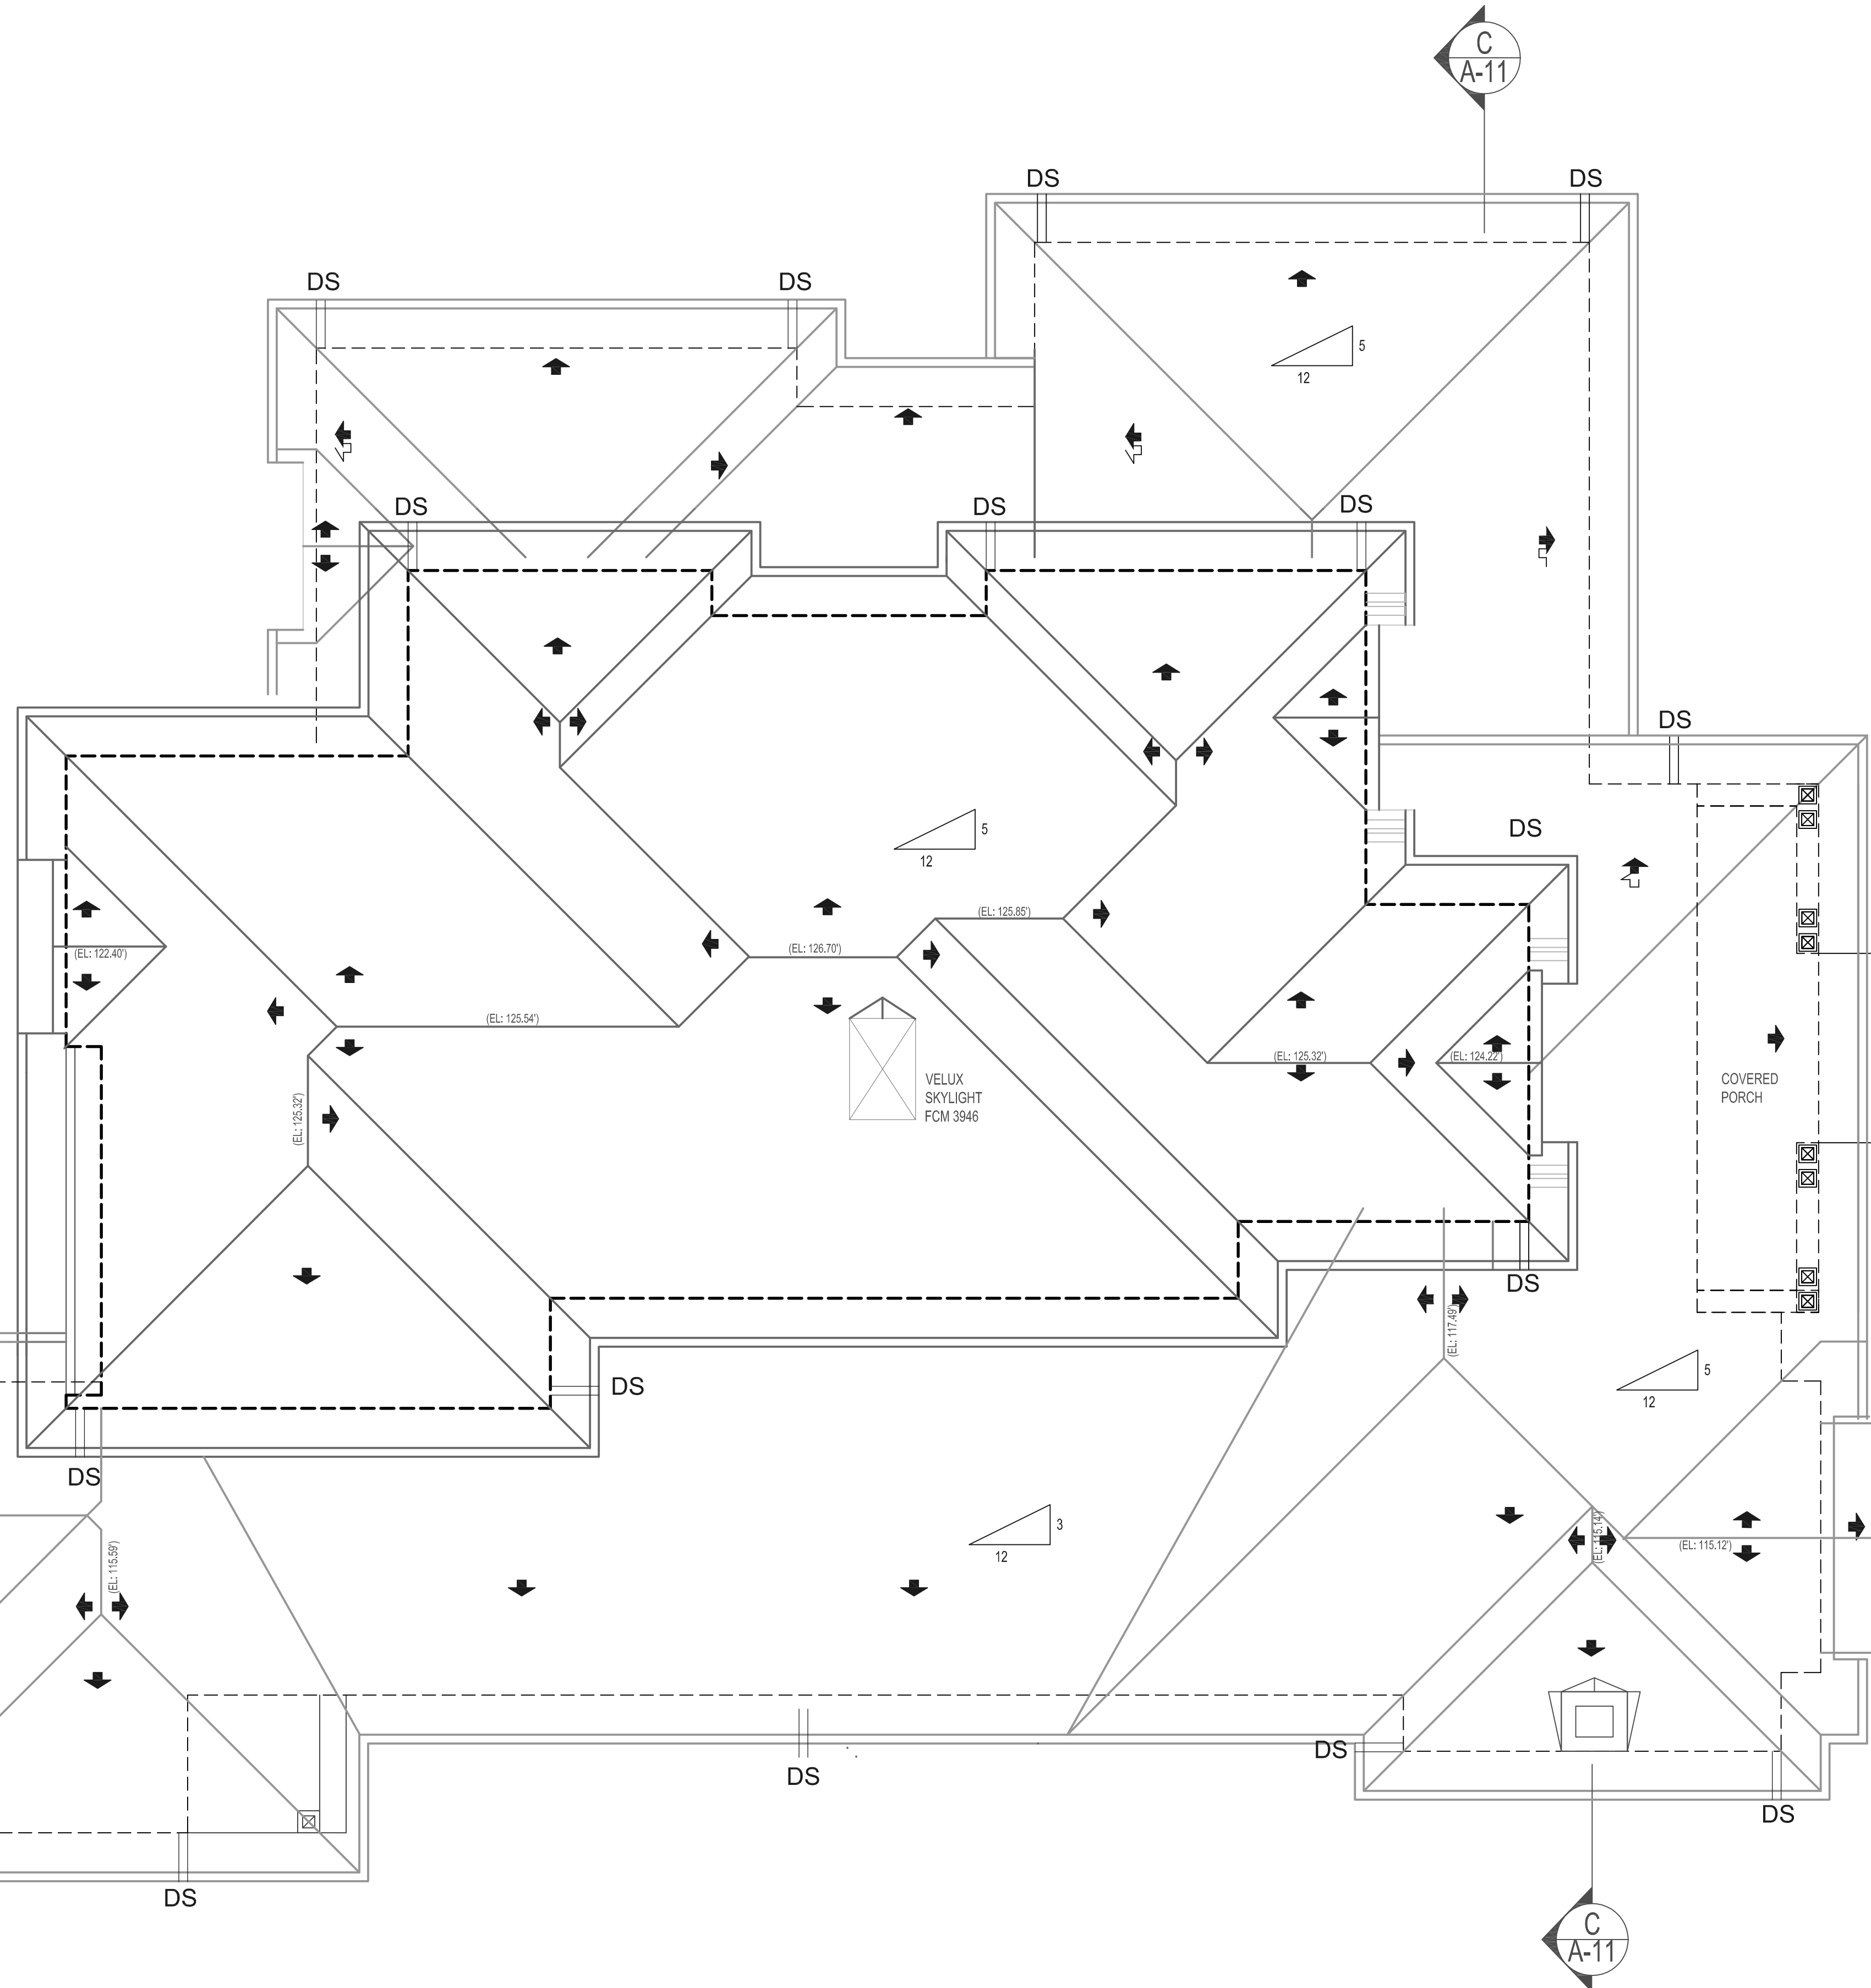 C
A-11
DS
DS
DS
DS
5
12
DS
DS
DS
DS
5
12
DS
(EL: 125.85')
(EL: 122.40')
(EL: 126.70')
(EL: 125.54')
(EL: 125.32')
(EL: 124.22')
VELUX
SKYLIGHT
FCM 3946
COVERED
PORCH
(EL: 125.32')
DS
(EL: 117.49')
5
12
DS
DS
3
12
(EL: 115.14')
(EL: 115.12')
(EL: 115.59')
DS
DS
DS
DS
C
A-11